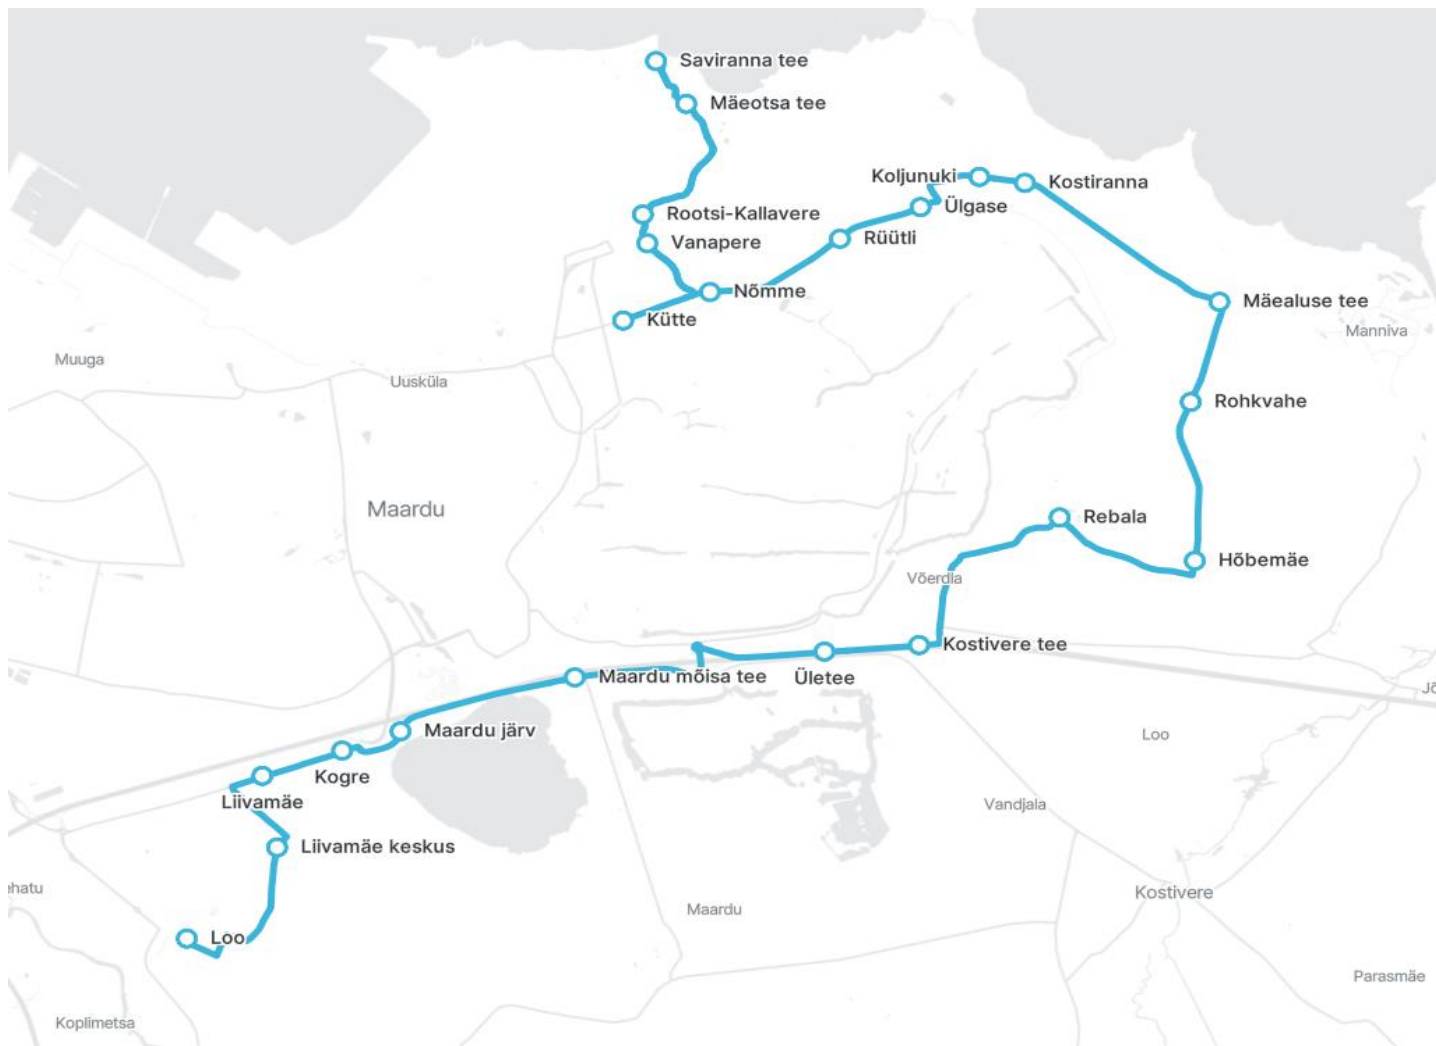 Saviranna tee
Mäeotsa tee
Koljunuki
Kostiranna
Ülgase
Rootsi-Kallavere
Rüütli
Vanapere
Nõmme
Mäealuse tee
Kütte
Manniva
Muuga
Uusküla
Rohkvahe
Maardu
Rebala
Hõbemäe
Võerdla
Kostivere tee
Maardu mõisa tee
Ületee
Jõ
Maardu järv
Loo
Kogre
Liivamäe
Vandjala
Liivamäe keskus
ehatu
Kostivere
Maardu
Loo
Parasmäe
Koplimetsa